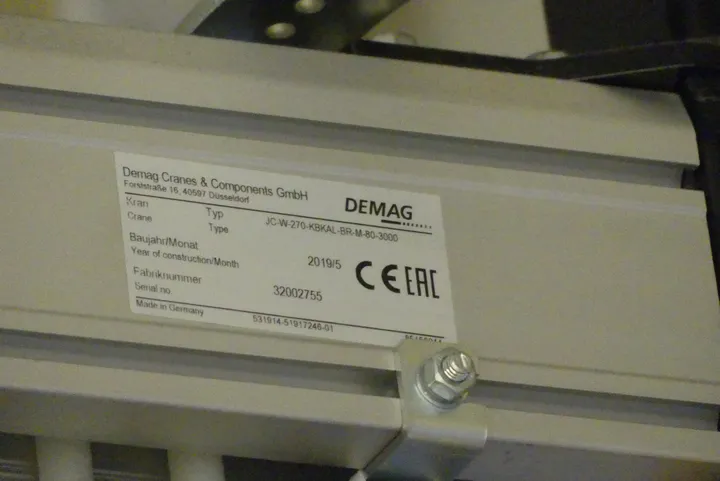 Demag Cranes & Components GmbH
Forststraße 16, 40597 Düsseldorf
DEMAG
Kran Typ
Crane Type JC-W-270-KBKAL-BR-M-80-3000
Baujahr/Monat
Year of construction/Month 2019/5
CE EAC
Fabriknummer
Serial no 32002755
Made in Germany 531914-51917246-01